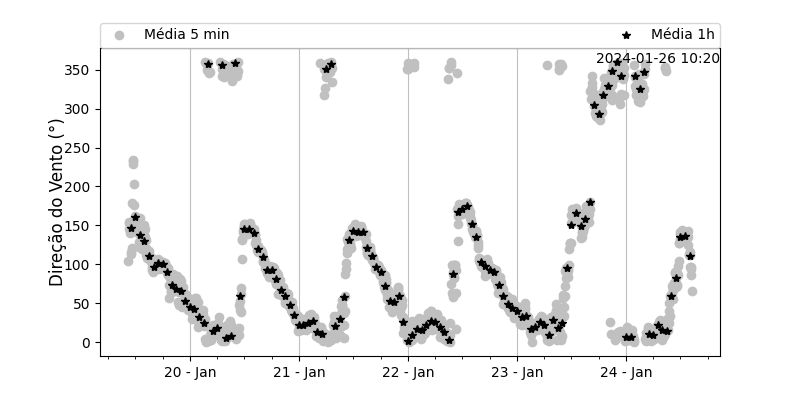 Média 5 min
Média 1h
2024-01-26 10:20
Direção do Vento (°)
350
300
250
200
150
100
50
0
20 - Jan
21 - Jan
22 - Jan
23 - Jan
24 - Jan